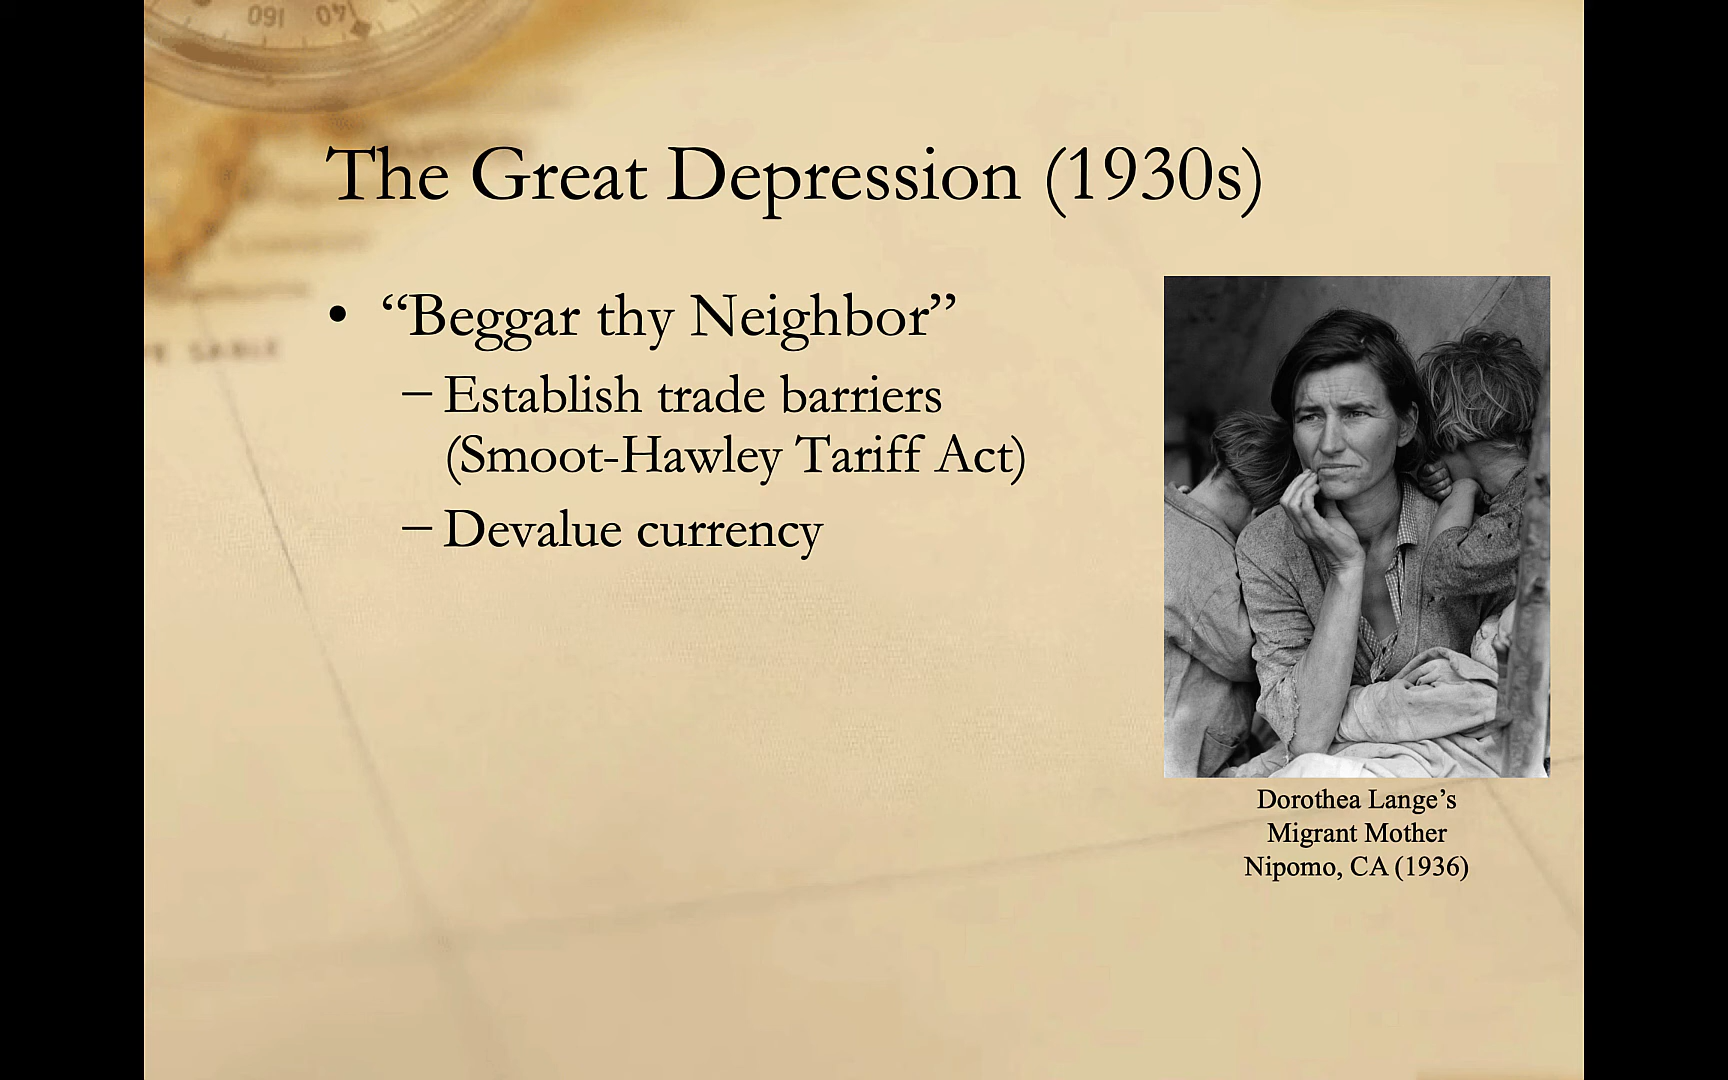 The Great Depression (1930s)
• “Beggar thy Neighbor”
– Establish trade barriers
(Smoot-Hawley Tariff Act)
– Devalue currency
Dorothea Lange’s
Migrant Mother
Nipomo, CA (1936)